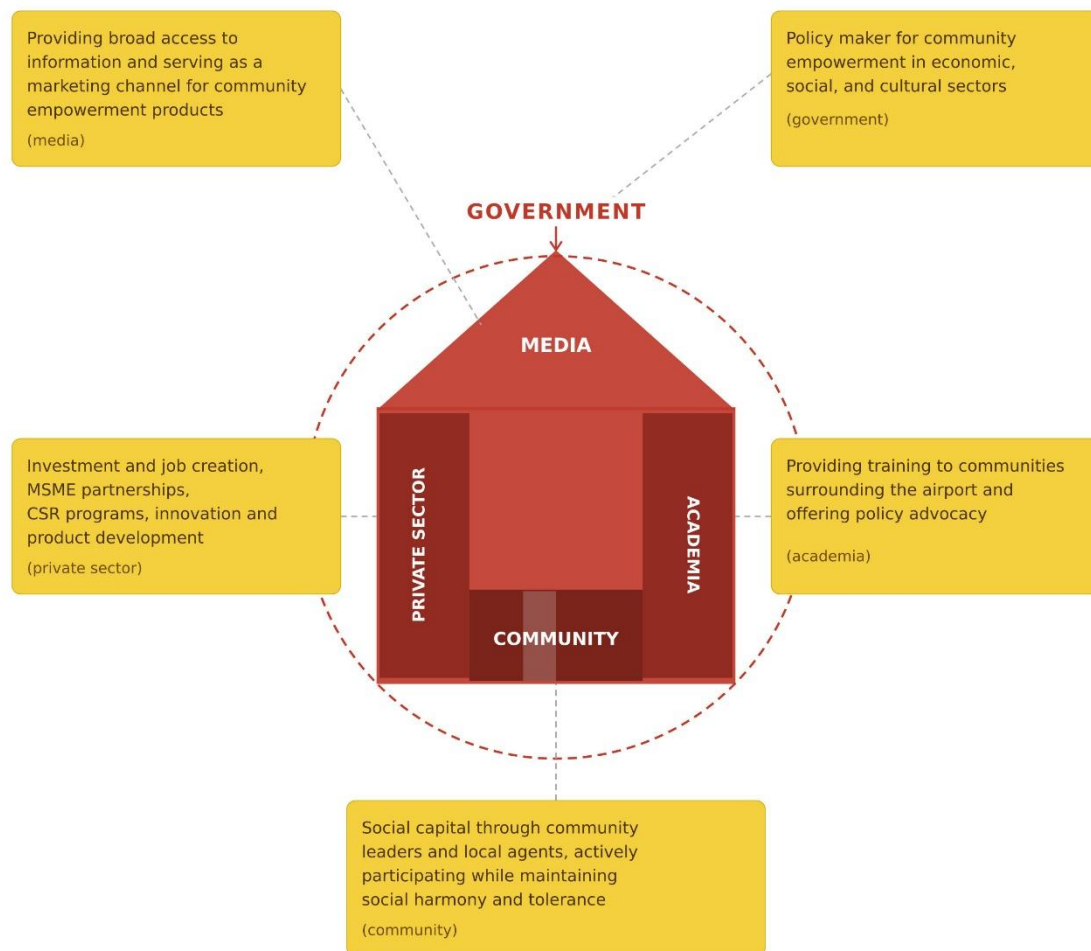 Providing broad access to
information and serving as a
marketing channel for community
empowerment products
(media)
Policy maker for community
empowerment in economic,
social, and cultural sectors
(government)
GOVERNMENT
MEDIA
Investment and job creation,
MSME partnerships,
CSR programs, innovation and
product development
(private sector)
PRIVATE SECTOR
ACADEMIA
Providing training to communities
surrounding the airport and
offering policy advocacy
(academia)
COMMUNITY
Social capital through community
leaders and local agents, actively
participating while maintaining
social harmony and tolerance
(community)